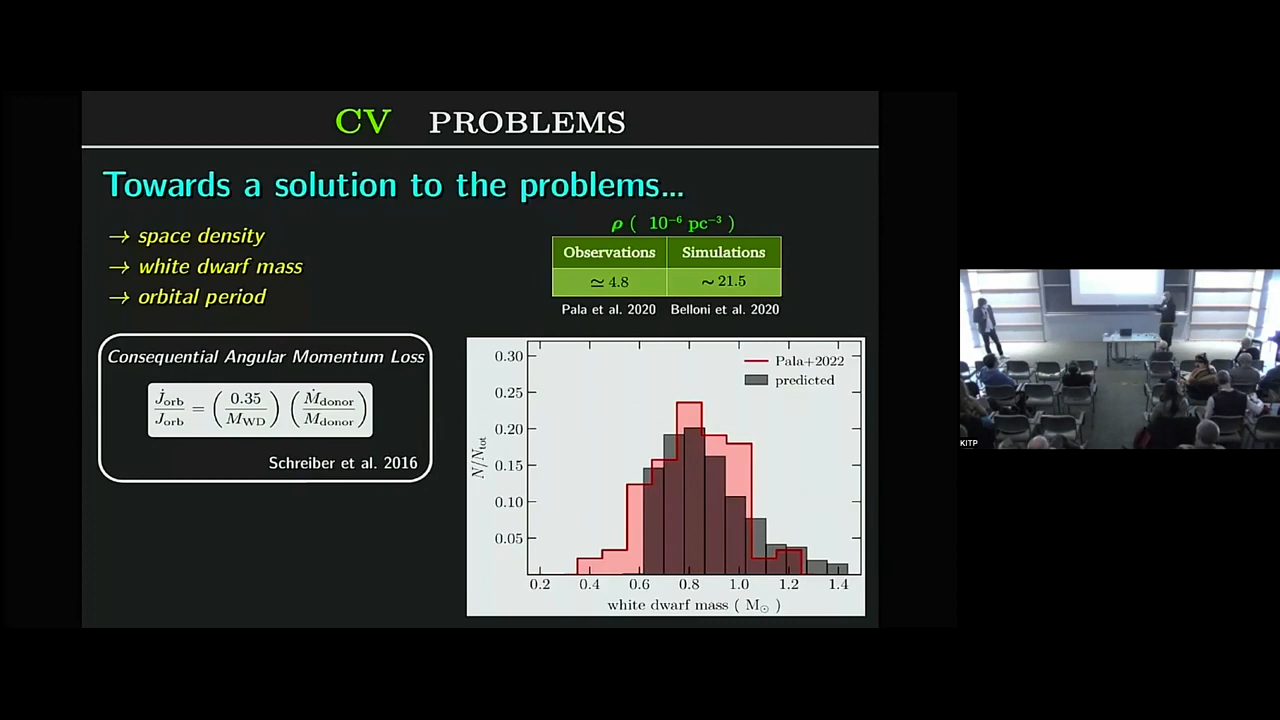 CV PROBLEMS
Towards a solution to the problems...
→ space density
→ white dwarf mass
→ orbital period
ρ ( 10⁻⁶ pc⁻³ )
Observations Simulations
≃ 4.8 ∼ 21.5
Pala et al. 2020 Belloni et al. 2020
Consequential Angular Momentum Loss
J̇orb / Jorb = ( 0.35 / MWD ) ( Ṁdonor / Mdonor )
Schreiber et al. 2016
Pala+2022
predicted
N/Ntot
0.30
0.25
0.20
0.15
0.10
0.05
0.2 0.4 0.6 0.8 1.0 1.2 1.4
white dwarf mass ( M⊙ )
KITP